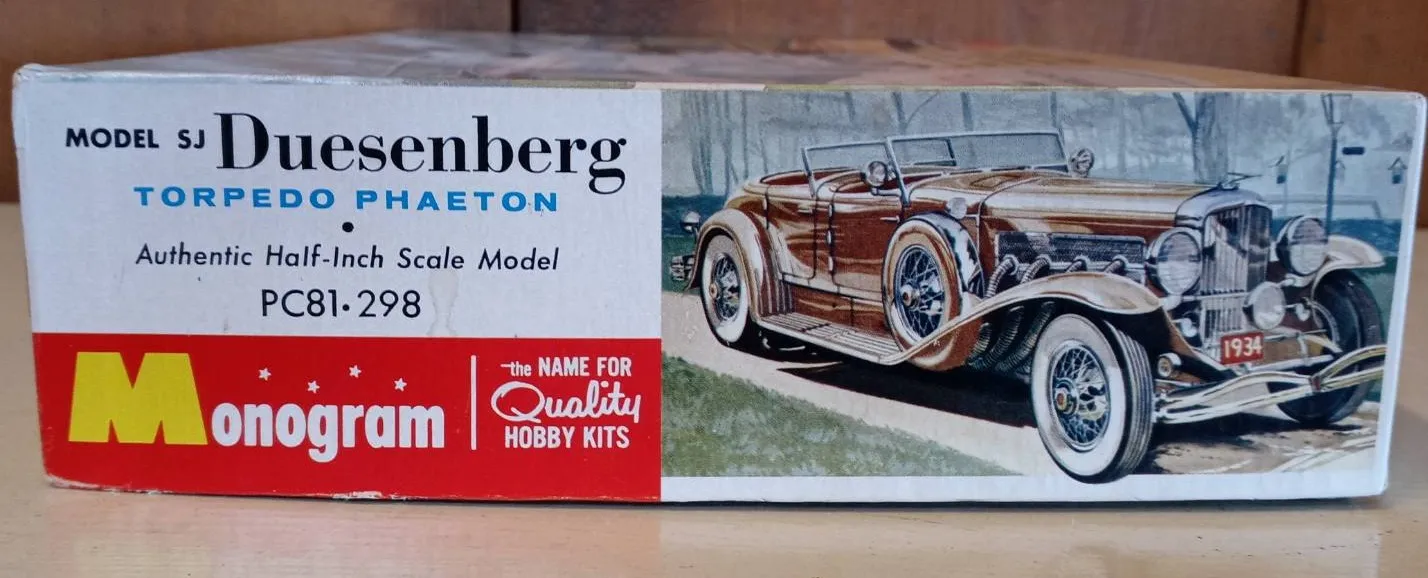 MODEL SJ Duesenberg
TORPEDO PHAETON
•
Authentic Half-Inch Scale Model
PC81•298
Monogram
the NAME FOR
Quality
HOBBY KITS
1934